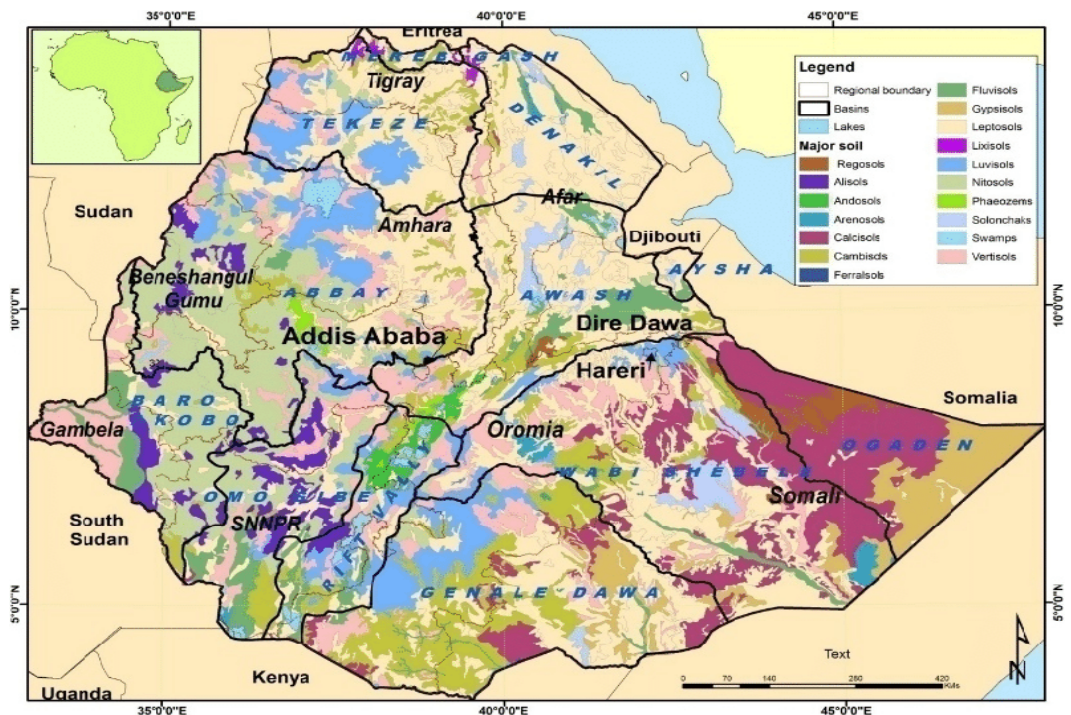 35°0'0"E
40°0'0"E
45°0'0"E
Eritrea
MEREB GASH
Tigray
TEKEZE
DENAKIL
Sudan
Afar
Amhara
Djibouti
AYSHA
Beneshangul
Gumu
ABBAY
AWASH
10°0'0"N
10°0'0"N
Addis Ababa
Dire Dawa
Hareri
BARO
KOBO
Gambela
Oromia
Somalia
OGADEN
WABI SHEBELE
OMO GIBE
Somali
SNNPR
RIFT VALLY
South
Sudan
GENALE DAWA
5°0'0"N
5°0'0"N
Kenya
Uganda
Text
N
0 70 140 280 420
KMs
35°0'0"E
40°0'0"E
45°0'0"E
Legend
Regional boundary
Basins
Lakes
Major soil
Regosols
Alisols
Andosols
Arenosols
Calcisols
Cambisds
Ferralsols
Fluvisols
Gypsisols
Leptosols
Lixisols
Luvisols
Nitosols
Phaeozems
Solonchaks
Swamps
Vertisols